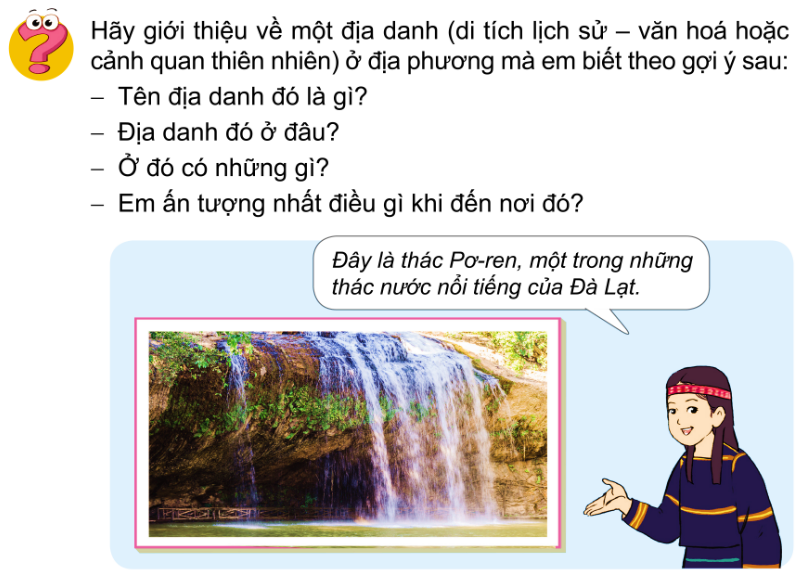 Hãy giới thiệu về một địa danh (di tích lịch sử – văn hoá hoặc
cảnh quan thiên nhiên) ở địa phương mà em biết theo gợi ý sau:
– Tên địa danh đó là gì?
– Địa danh đó ở đâu?
– Ở đó có những gì?
– Em ấn tượng nhất điều gì khi đến nơi đó?
Đây là thác Pơ-ren, một trong những
thác nước nổi tiếng của Đà Lạt.